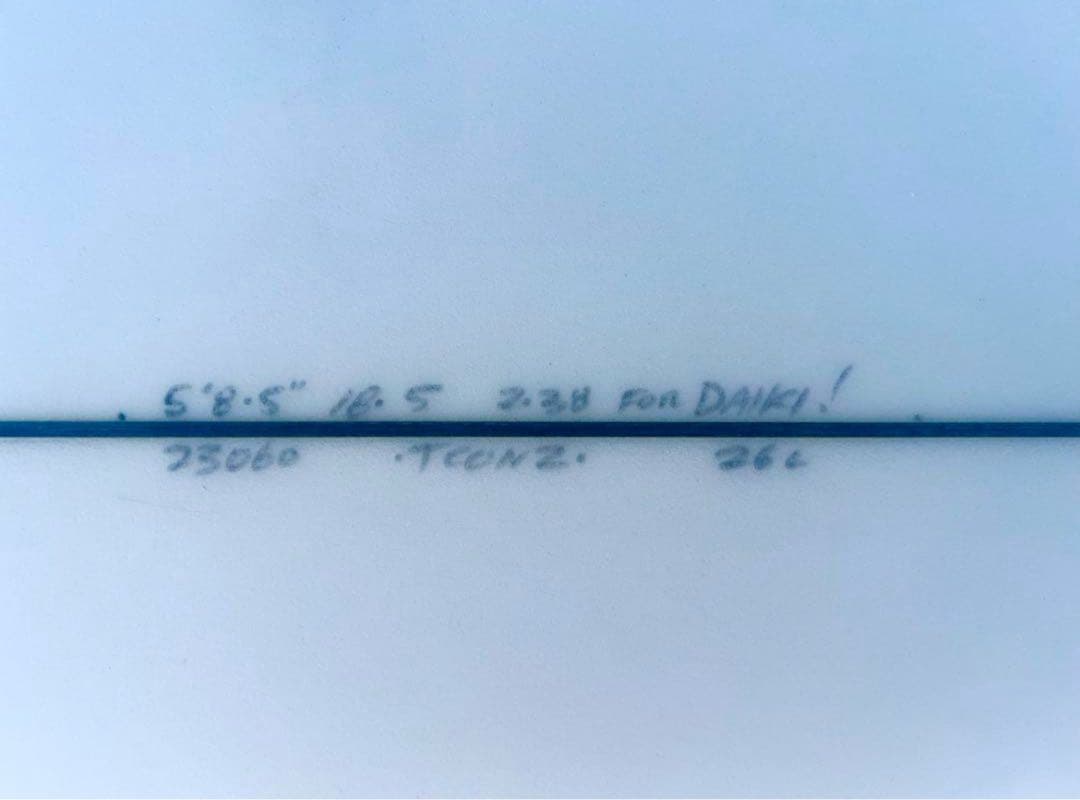 5'8.5" 18.5 2.38 FOR DAIKI!
23060 .TCONZ. 26L